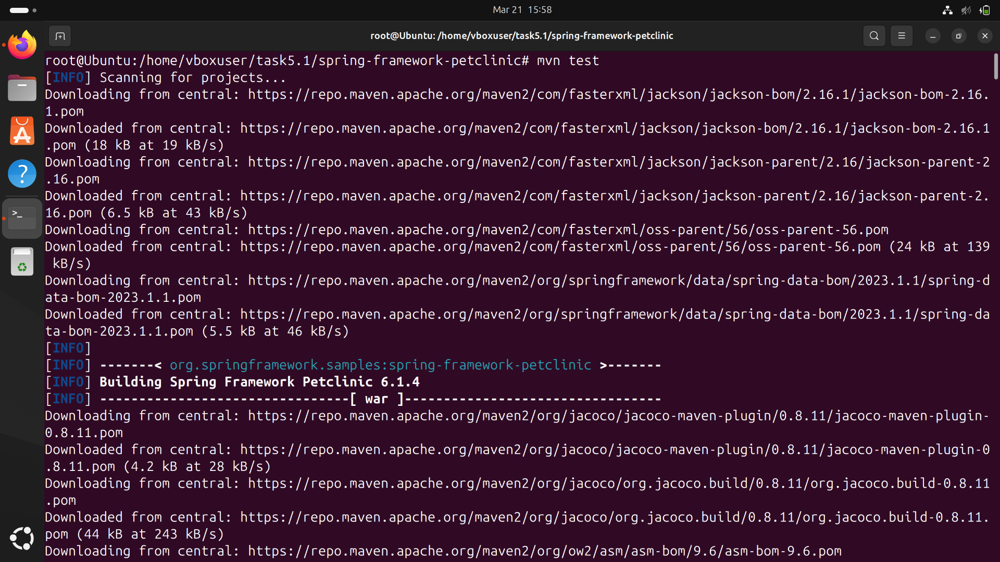 Mar 21 15:58
root@Ubuntu: /home/vboxuser/task5.1/spring-framework-petclinic
root@Ubuntu:/home/vboxuser/task5.1/spring-framework-petclinic# mvn test
[INFO] Scanning for projects...
Downloading from central: https://repo.maven.apache.org/maven2/com/fasterxml/jackson/jackson-bom/2.16.1/jackson-bom-2.16.
1.pom
Downloaded from central: https://repo.maven.apache.org/maven2/com/fasterxml/jackson/jackson-bom/2.16.1/jackson-bom-2.16.1
.pom (18 kB at 19 kB/s)
Downloading from central: https://repo.maven.apache.org/maven2/com/fasterxml/jackson/jackson-parent/2.16/jackson-parent-2
.16.pom
Downloaded from central: https://repo.maven.apache.org/maven2/com/fasterxml/jackson/jackson-parent/2.16/jackson-parent-2.
16.pom (6.5 kB at 43 kB/s)
Downloading from central: https://repo.maven.apache.org/maven2/com/fasterxml/oss-parent/56/oss-parent-56.pom
Downloaded from central: https://repo.maven.apache.org/maven2/com/fasterxml/oss-parent/56/oss-parent-56.pom (24 kB at 139
 kB/s)
Downloading from central: https://repo.maven.apache.org/maven2/org/springframework/data/spring-data-bom/2023.1.1/spring-d
ata-bom-2023.1.1.pom
Downloaded from central: https://repo.maven.apache.org/maven2/org/springframework/data/spring-data-bom/2023.1.1/spring-da
ta-bom-2023.1.1.pom (5.5 kB at 46 kB/s)
[INFO]
[INFO] -------< org.springframework.samples:spring-framework-petclinic >-------
[INFO] Building Spring Framework Petclinic 6.1.4
[INFO] --------------------------------[ war ]---------------------------------
Downloading from central: https://repo.maven.apache.org/maven2/org/jacoco/jacoco-maven-plugin/0.8.11/jacoco-maven-plugin-
0.8.11.pom
Downloaded from central: https://repo.maven.apache.org/maven2/org/jacoco/jacoco-maven-plugin/0.8.11/jacoco-maven-plugin-0
.8.11.pom (4.2 kB at 28 kB/s)
Downloading from central: https://repo.maven.apache.org/maven2/org/jacoco/org.jacoco.build/0.8.11/org.jacoco.build-0.8.11
.pom
Downloaded from central: https://repo.maven.apache.org/maven2/org/jacoco/org.jacoco.build/0.8.11/org.jacoco.build-0.8.11.
pom (44 kB at 243 kB/s)
Downloading from central: https://repo.maven.apache.org/maven2/org/ow2/asm/asm-bom/9.6/asm-bom-9.6.pom